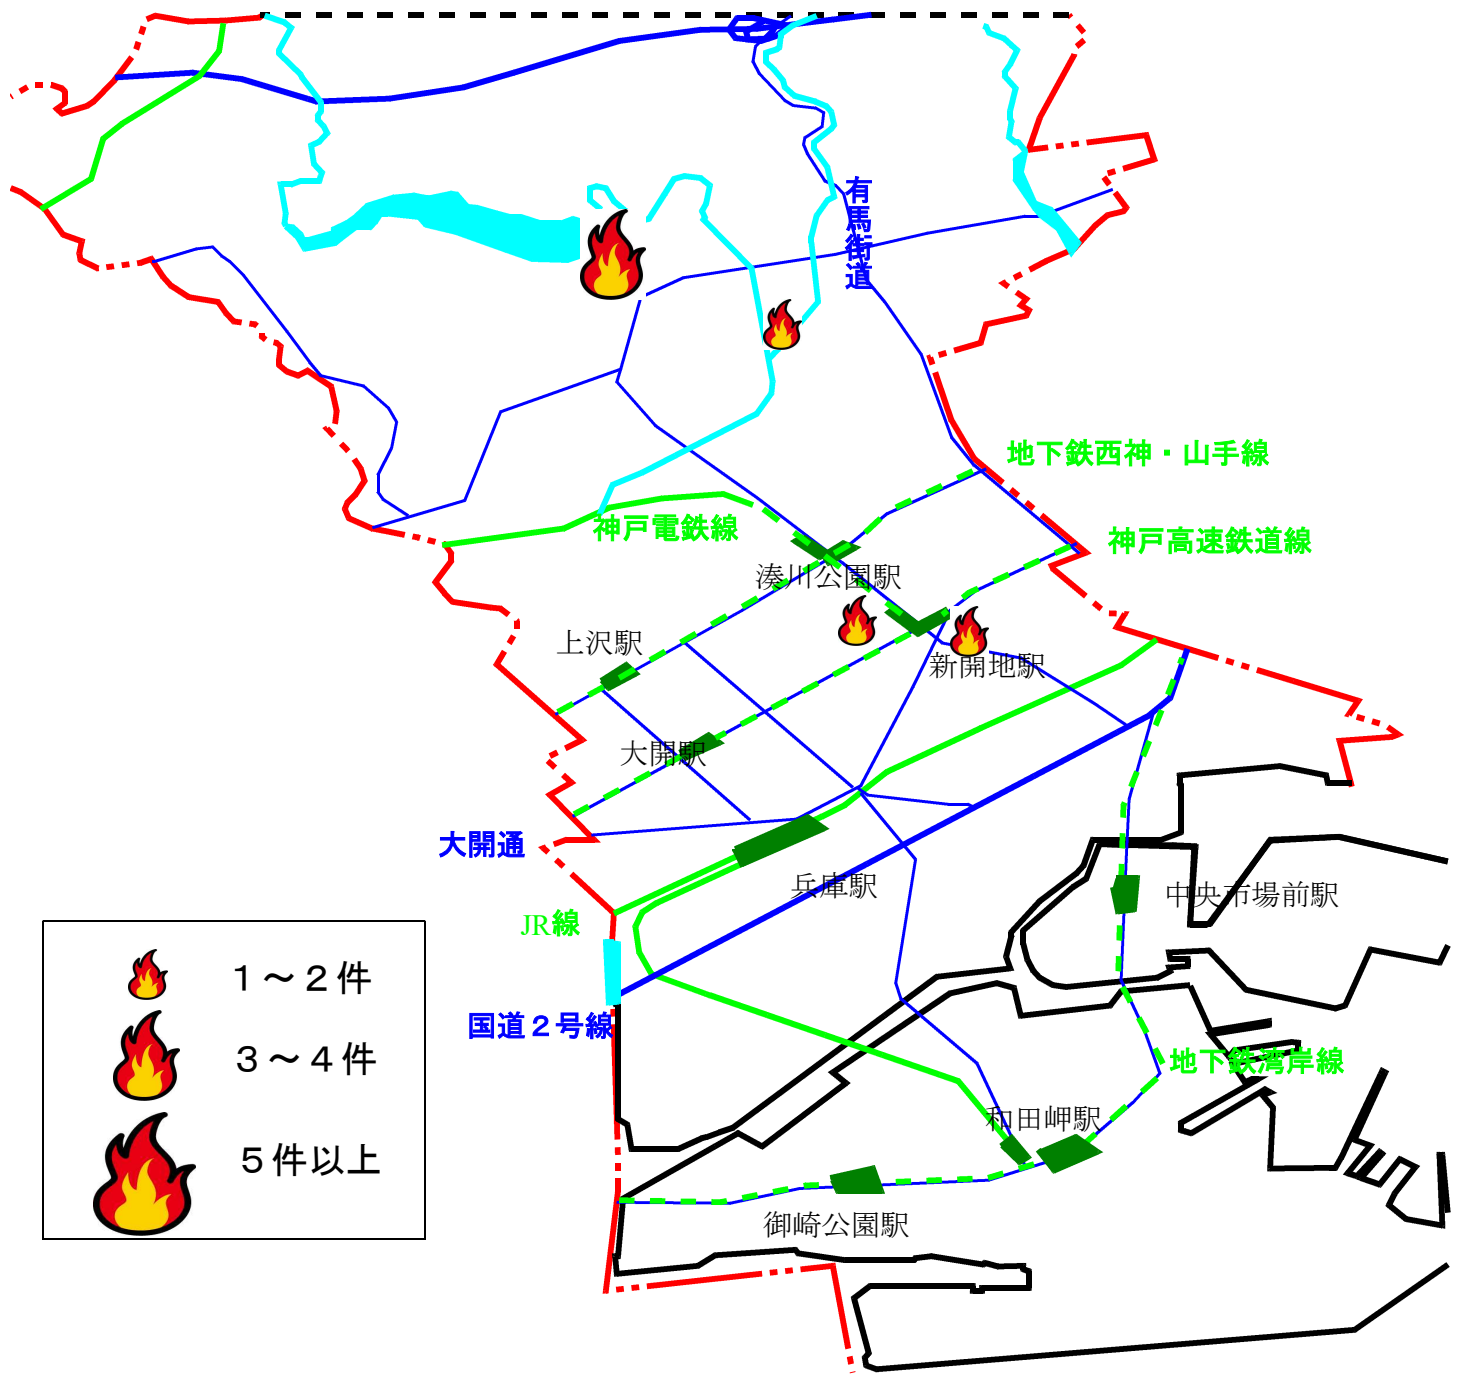 有馬街道
地下鉄西神・山手線
神戸電鉄線
神戸高速鉄道線
湊川公園駅
上沢駅
新開地駅
大開駅
大開通
兵庫駅
中央市場前駅
JR線
国道２号線
地下鉄湾岸線
和田岬駅
御崎公園駅
１～２件
３～４件
５件以上